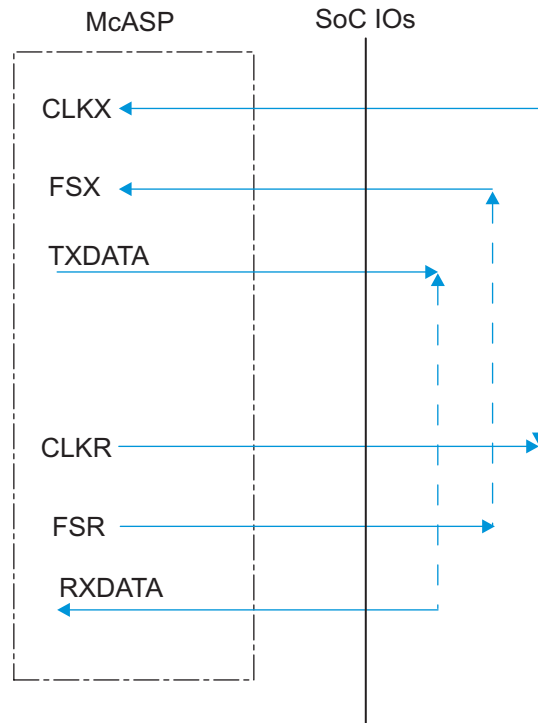 McASP
SoC IOs
CLKX
FSX
TXDATA
CLKR
FSR
RXDATA